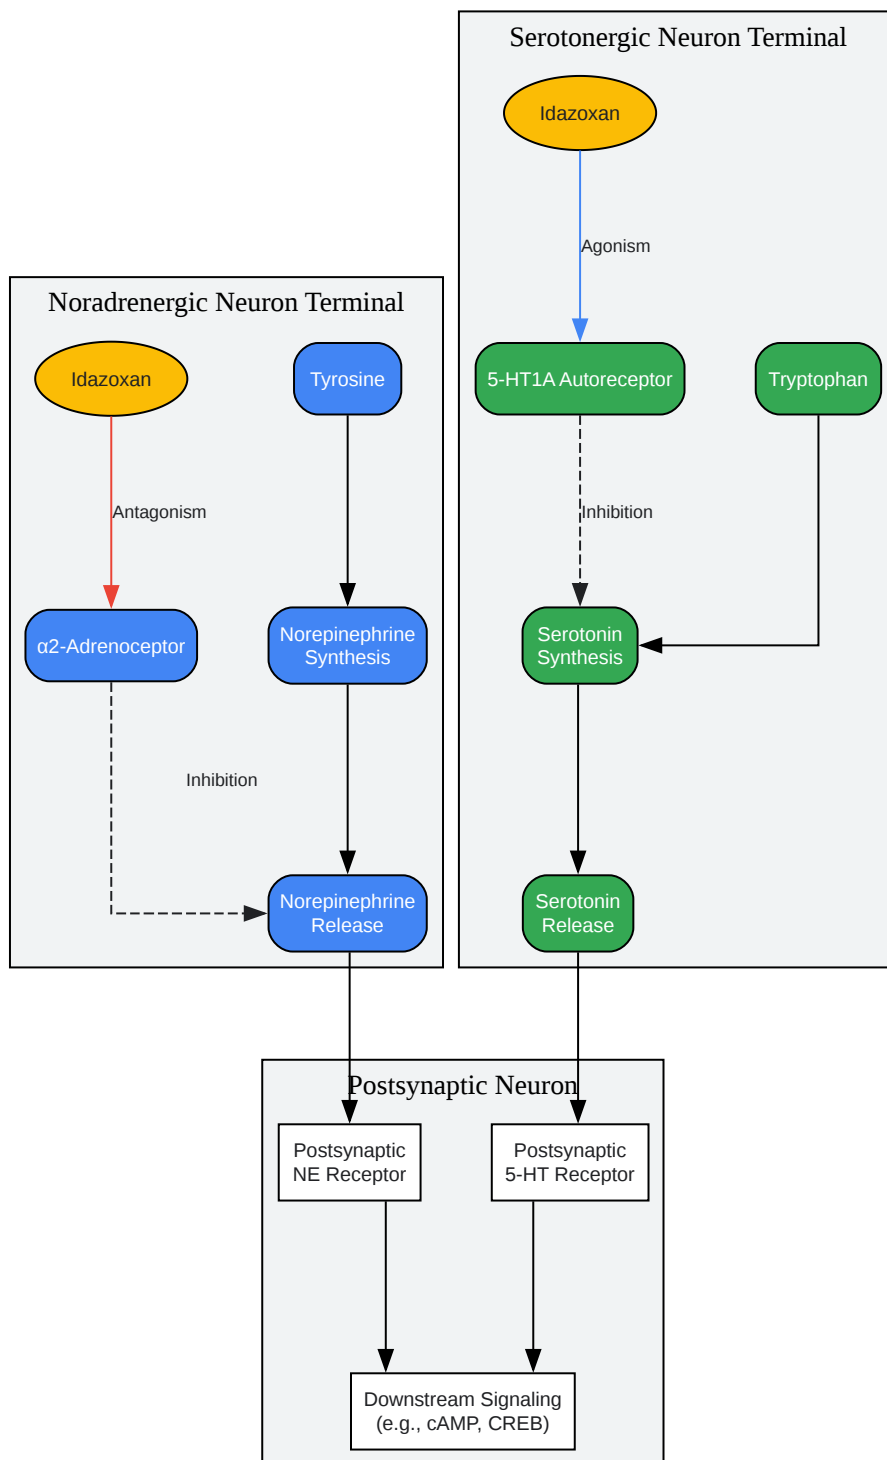 Serotonergic Neuron Terminal
Idazoxan
Agonism
Noradrenergic Neuron Terminal
Idazoxan
Tyrosine
5-HT1A Autoreceptor
Tryptophan
Antagonism
Inhibition
α2-Adrenoceptor
Norepinephrine
Synthesis
Serotonin
Synthesis
Inhibition
Norepinephrine
Release
Serotonin
Release
Postsynaptic Neuron
Postsynaptic
NE Receptor
Postsynaptic
5-HT Receptor
Downstream Signaling
(e.g., cAMP, CREB)